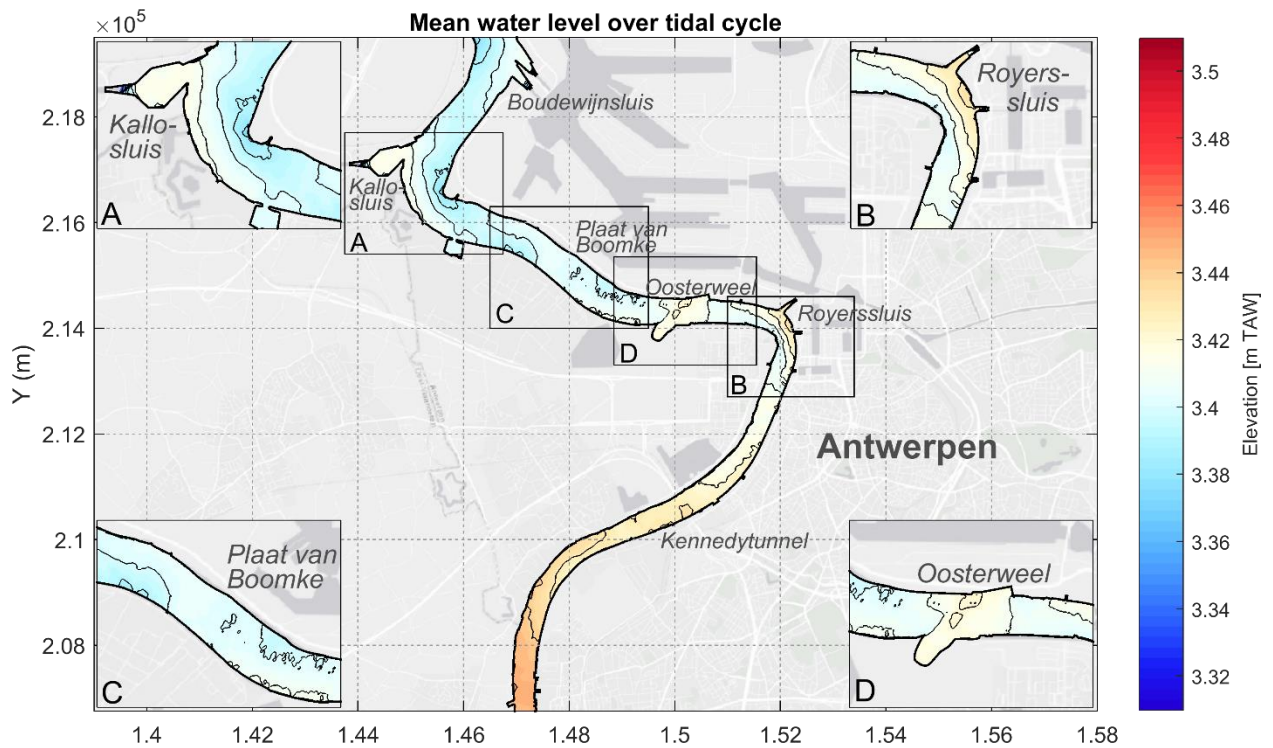 Mean water level over tidal cycle
×10⁵
Y (m)
2.18
2.16
2.14
2.12
2.1
2.08
1.4
1.42
1.44
1.46
1.48
1.5
1.52
1.54
1.56
1.58
Kallo-
sluis
A
Boudewijnsluis
Kallo-
sluis
A
Royers-
sluis
B
Plaat van
Boomke
C
Oosterweel
D
Royerssluis
B
Antwerpen
Kennedytunnel
Plaat van
Boomke
C
Oosterweel
D
3.5
3.48
3.46
3.44
3.42
3.4
3.38
3.36
3.34
3.32
Elevation [m TAW]